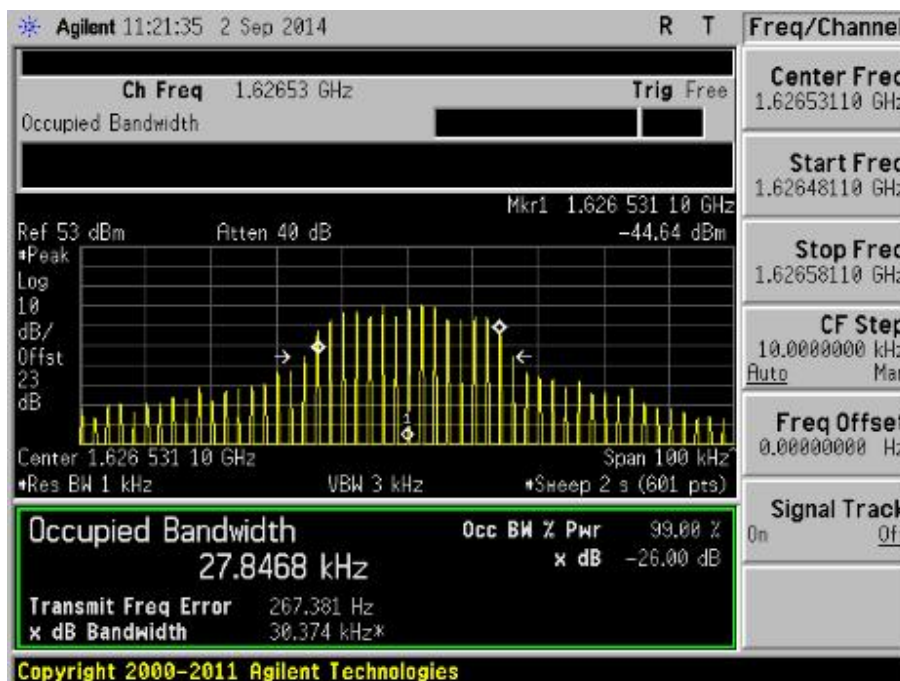 Agilent 11:21:35 2 Sep 2014 R T
Freq/Channel
Ch Freq 1.62653 GHz Trig Free
Occupied Bandwidth
Center Freq
1.62653110 GHz
Start Freq
1.62648110 GHz
Stop Freq
1.62658110 GHz
CF Step
10.0000000 kHz
Auto Man
Freq Offset
0.00000000 Hz
Signal Track
On Off
Mkr1 1.626 531 10 GHz
Ref 53 dBm Atten 40 dB -44.64 dBm
#Peak
Log
10
dB/
Offst
23
dB
1
Center 1.626 531 10 GHz Span 100 kHz^
#Res BW 1 kHz VBW 3 kHz #Sweep 2 s (601 pts)
Occupied Bandwidth Occ BW % Pwr 99.00 %
27.8468 kHz x dB -26.00 dB
Transmit Freq Error 267.381 Hz
x dB Bandwidth 30.374 kHz*
Copyright 2000-2011 Agilent Technologies